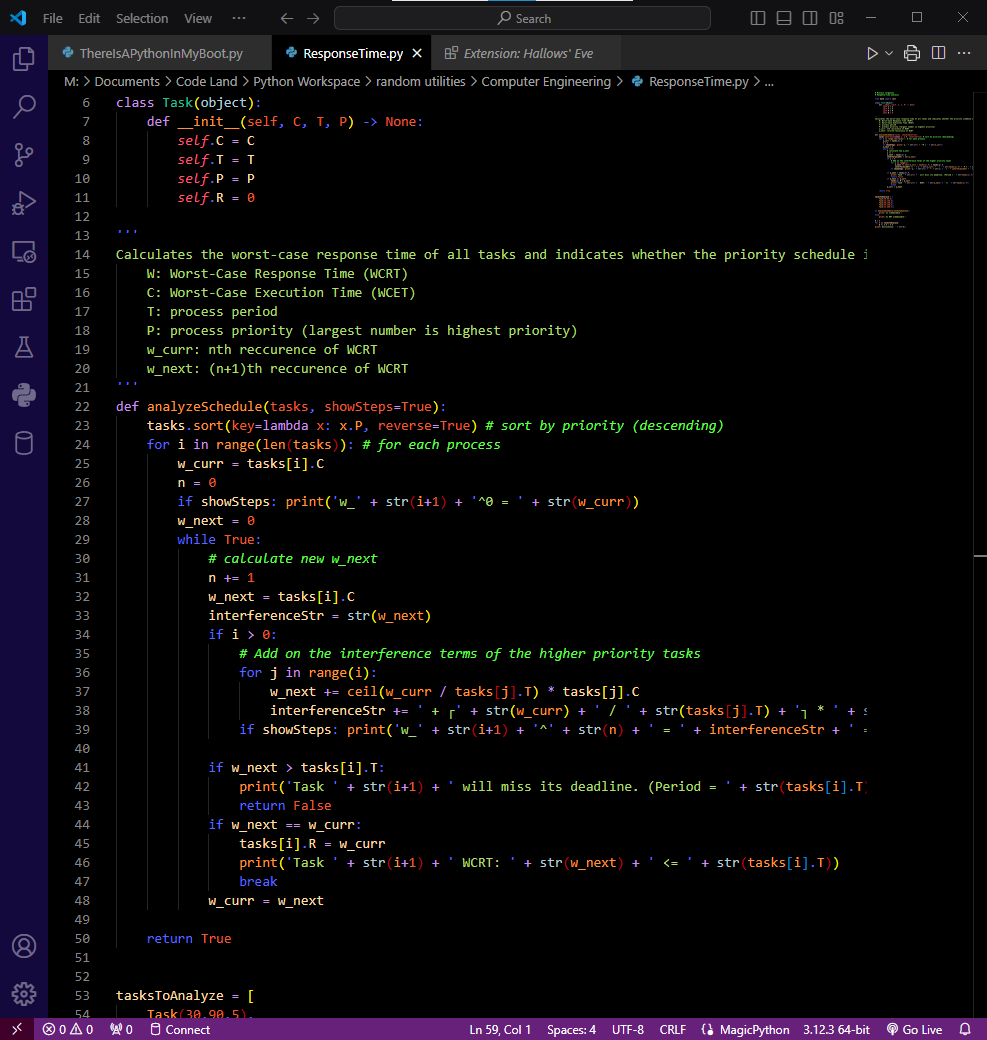 File Edit Selection View ··· Search
ThereIsAPythonInMyBoot.py ResponseTime.py Extension: Hallows' Eve
M: > Documents > Code Land > Python Workspace > random utilities > Computer Engineering > ResponseTime.py > ...
6 class Task(object):
7 def __init__(self, C, T, P) -> None:
8 self.C = C
9 self.T = T
10 self.P = P
11 self.R = 0
12
13 '''
14 Calculates the worst-case response time of all tasks and indicates whether the priority schedule i
15 W: Worst-Case Response Time (WCRT)
16 C: Worst-Case Execution Time (WCET)
17 T: process period
18 P: process priority (largest number is highest priority)
19 w_curr: nth reccurence of WCRT
20 w_next: (n+1)th reccurence of WCRT
21 '''
22 def analyzeSchedule(tasks, showSteps=True):
23 tasks.sort(key=lambda x: x.P, reverse=True) # sort by priority (descending)
24 for i in range(len(tasks)): # for each process
25 w_curr = tasks[i].C
26 n = 0
27 if showSteps: print('w_' + str(i+1) + '^0 = ' + str(w_curr))
28 w_next = 0
29 while True:
30 # calculate new w_next
31 n += 1
32 w_next = tasks[i].C
33 interferenceStr = str(w_next)
34 if i > 0:
35 # Add on the interference terms of the higher priority tasks
36 for j in range(i):
37 w_next += ceil(w_curr / tasks[j].T) * tasks[j].C
38 interferenceStr += ' + ┌' + str(w_curr) + ' / ' + str(tasks[j].T) + '┐ * ' + s
39 if showSteps: print('w_' + str(i+1) + '^' + str(n) + ' = ' + interferenceStr + ' =
40
41 if w_next > tasks[i].T:
42 print('Task ' + str(i+1) + ' will miss its deadline. (Period = ' + str(tasks[i].T
43 return False
44 if w_next == w_curr:
45 tasks[i].R = w_curr
46 print('Task ' + str(i+1) + ' WCRT: ' + str(w_next) + ' <= ' + str(tasks[i].T))
47 break
48 w_curr = w_next
49
50 return True
51
52
53 tasksToAnalyze = [
54 Task(30,90,5),
0 0 0 Connect Ln 59, Col 1 Spaces: 4 UTF-8 CRLF MagicPython 3.12.3 64-bit Go Live